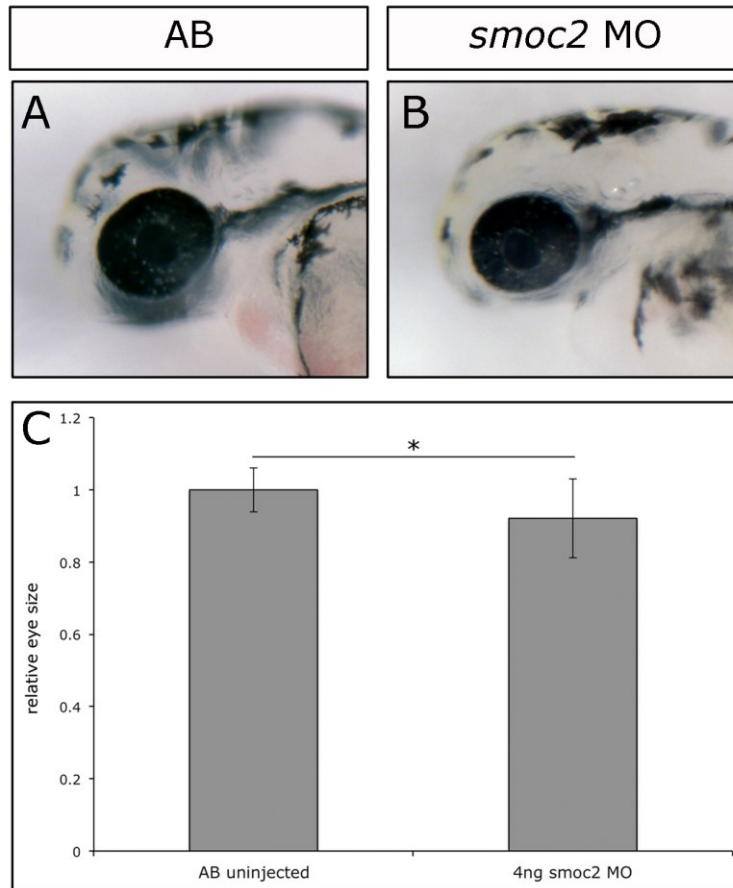 AB
smoc2 MO
A
B
C
1.2
1
0.8
0.6
0.4
0.2
0
relative eye size
*
AB uninjected
4ng smoc2 MO